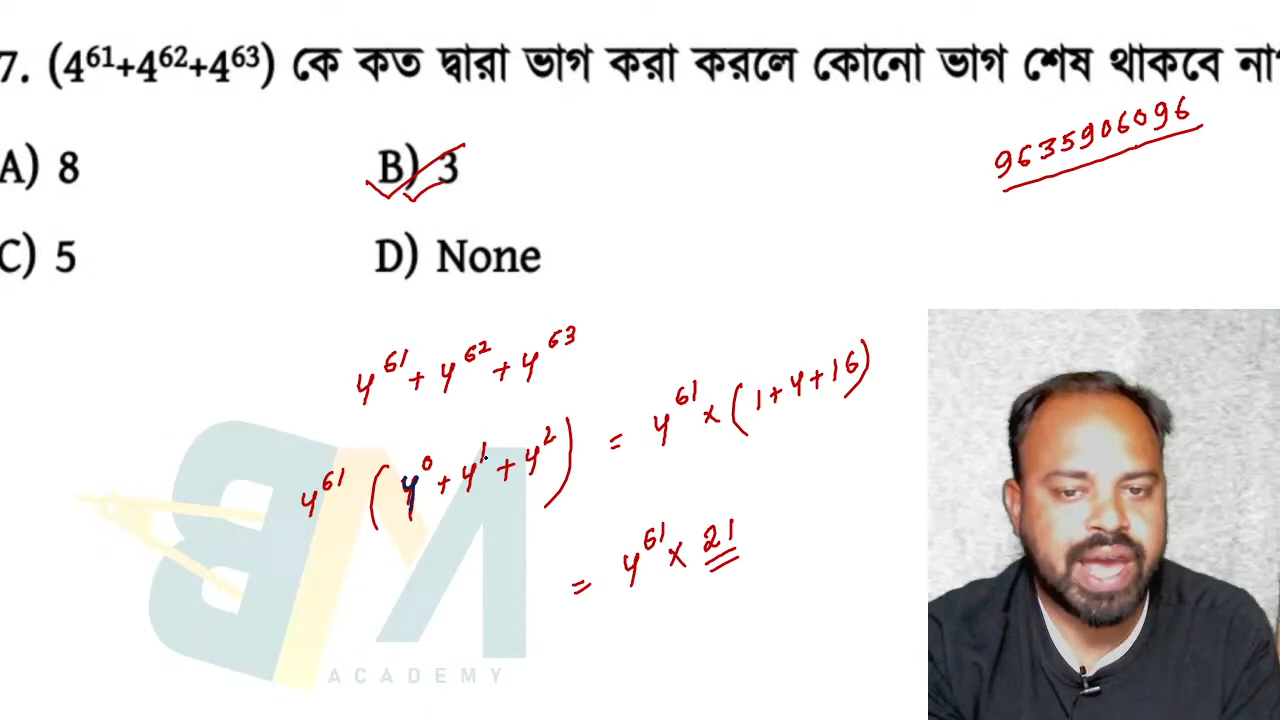 7. (4⁶¹+4⁶²+4⁶³) কে কত দ্বারা ভাগ করা করলে কোনো ভাগ শেষ থাকবে না?
9635906096
A) 8
B) 3
C) 5
D) None
4⁶¹ + 4⁶² + 4⁶³
4⁶¹ (4⁰ + 4¹ + 4²) = 4⁶¹ × (1 + 4 + 16)
= 4⁶¹ × 21
BM
ACADEMY